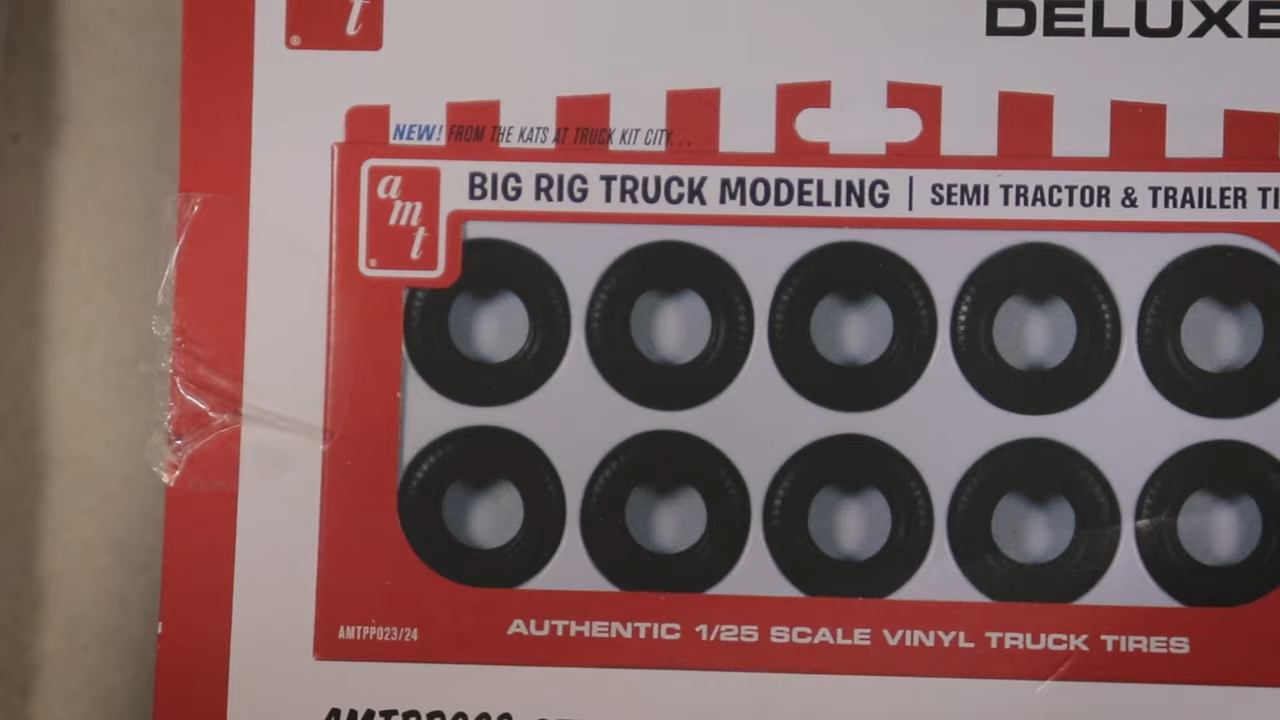 t
®
DELUXE
NEW! FROM THE KATS AT TRUCK KIT CITY...
a
m
t
®
BIG RIG TRUCK MODELING | SEMI TRACTOR & TRAILER TI
AMTPP023/24
AUTHENTIC 1/25 SCALE VINYL TRUCK TIRES